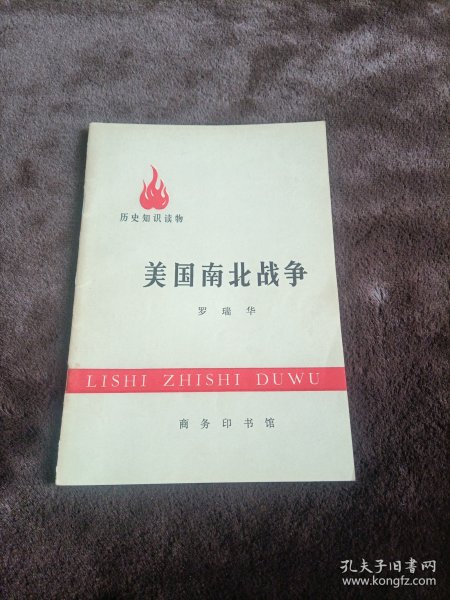 历史知识读物
美国南北战争
罗瑞华
LISHI ZHISHI DUWU
商务印书馆
孔夫子旧书网
www.kongfz.com